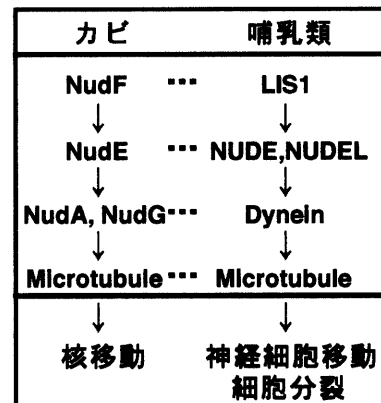 カビ 哺乳類
NudF ･･･ LIS1
↓ ↓
NudE ･･･ NUDE,NUDEL
↓ ↓
NudA, NudG･･･ Dynein
↓ ↓
Microtubule･･･ Microtubule
↓ ↓
核移動 神経細胞移動
細胞分裂